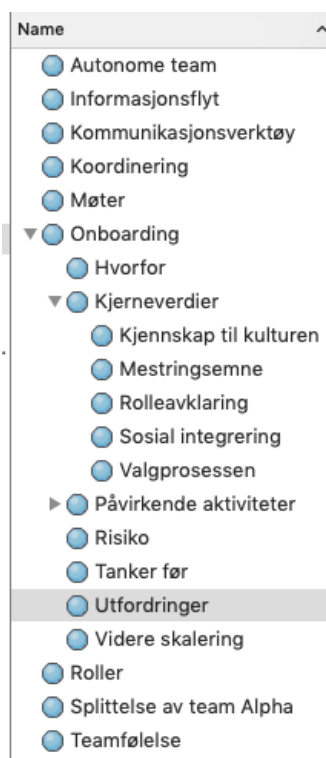 Name
Autonome team
Informasjonsflyt
Kommunikasjonsverktøy
Koordinering
Møter
Onboarding
Hvorfor
Kjerneverdier
Kjennskap til kulturen
Mestringsemne
Rolleavklaring
Sosial integrering
Valgprosessen
Påvirkende aktiviteter
Risiko
Tanker før
Utfordringer
Videre skalering
Roller
Splittelse av team Alpha
Teamfølelse